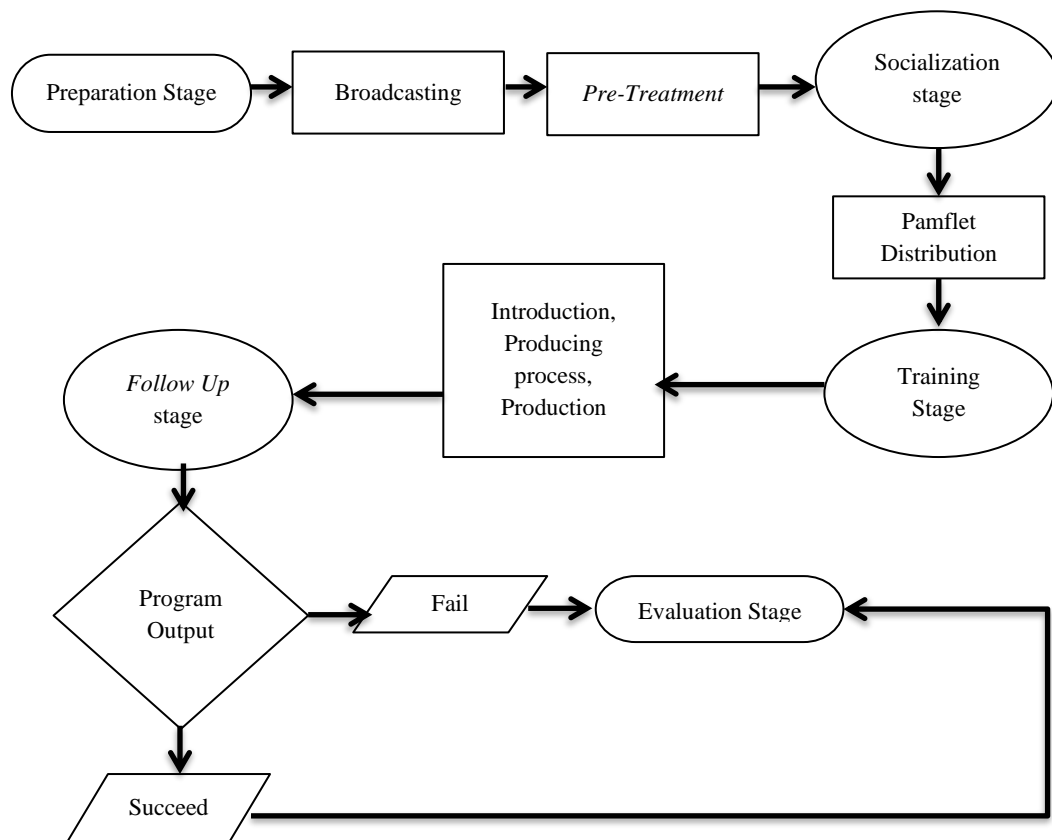 Preparation Stage
Broadcasting
Pre-Treatment
Socialization
stage
Pamflet
Distribution
Training
Stage
Introduction,
Producing
process,
Production
Follow Up
stage
Program
Output
Fail
Evaluation Stage
Succeed